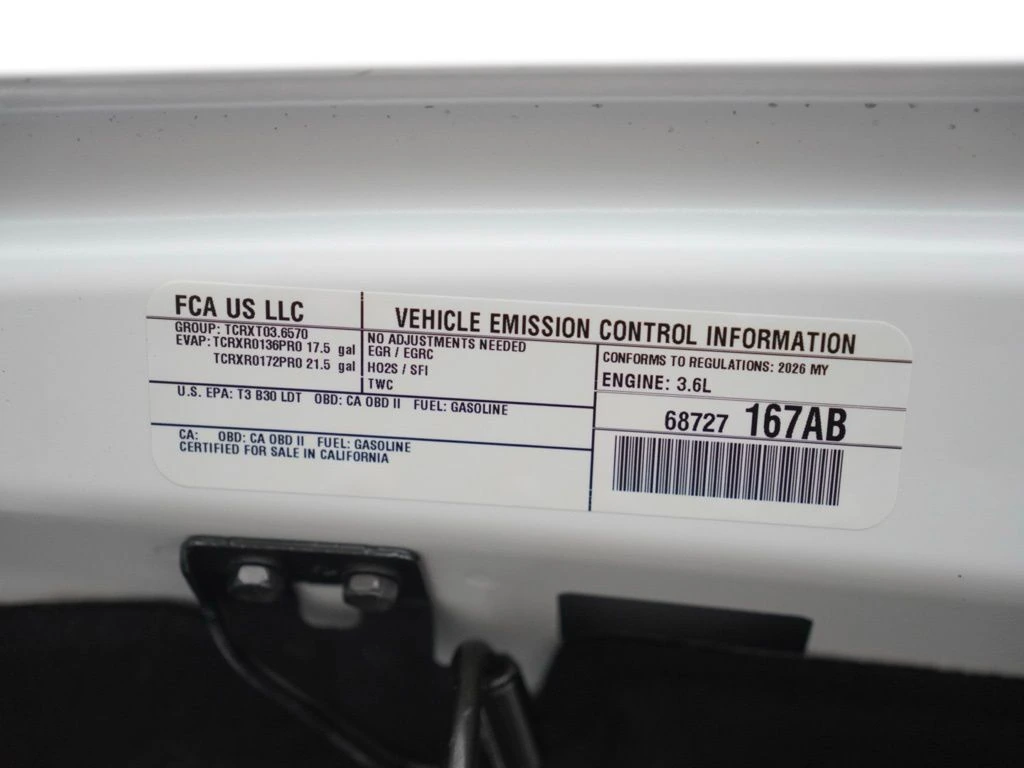 FCA US LLC
GROUP: TCRXT03.6570
EVAP: TCRXR0136PR0 17.5 gal
TCRXR0172PR0 21.5 gal
VEHICLE EMISSION CONTROL INFORMATION
NO ADJUSTMENTS NEEDED
EGR / EGRC
HO2S / SFI
TWC
CONFORMS TO REGULATIONS: 2026 MY
ENGINE: 3.6L
U.S. EPA: T3 B30 LDT OBD: CA OBD II FUEL: GASOLINE
68727 167AB
CA: OBD: CA OBD II FUEL: GASOLINE
CERTIFIED FOR SALE IN CALIFORNIA